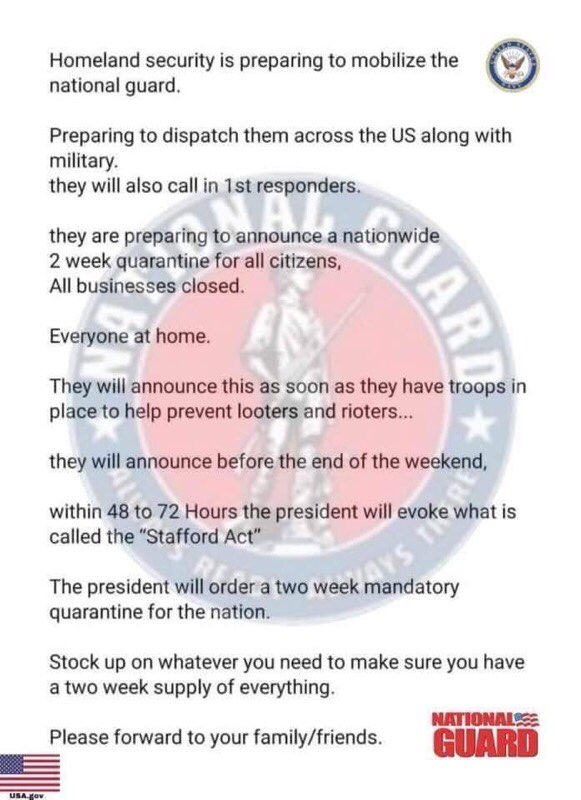 Homeland security is preparing to mobilize the
national guard.
Preparing to dispatch them across the US along with
military.
they will also call in 1st responders.
they are preparing to announce a nationwide
2 week quarantine for all citizens,
All businesses closed.
Everyone at home.
They will announce this as soon as they have troops in
place to help prevent looters and rioters...
they will announce before the end of the weekend,
within 48 to 72 Hours the president will evoke what is
called the “Stafford Act”
The president will order a two week mandatory
quarantine for the nation.
Stock up on whatever you need to make sure you have
a two week supply of everything.
Please forward to your family/friends.
NATIONAL
GUARD
USA.gov
NATIONAL GUARD
ALWAYS READY ALWAYS THERE